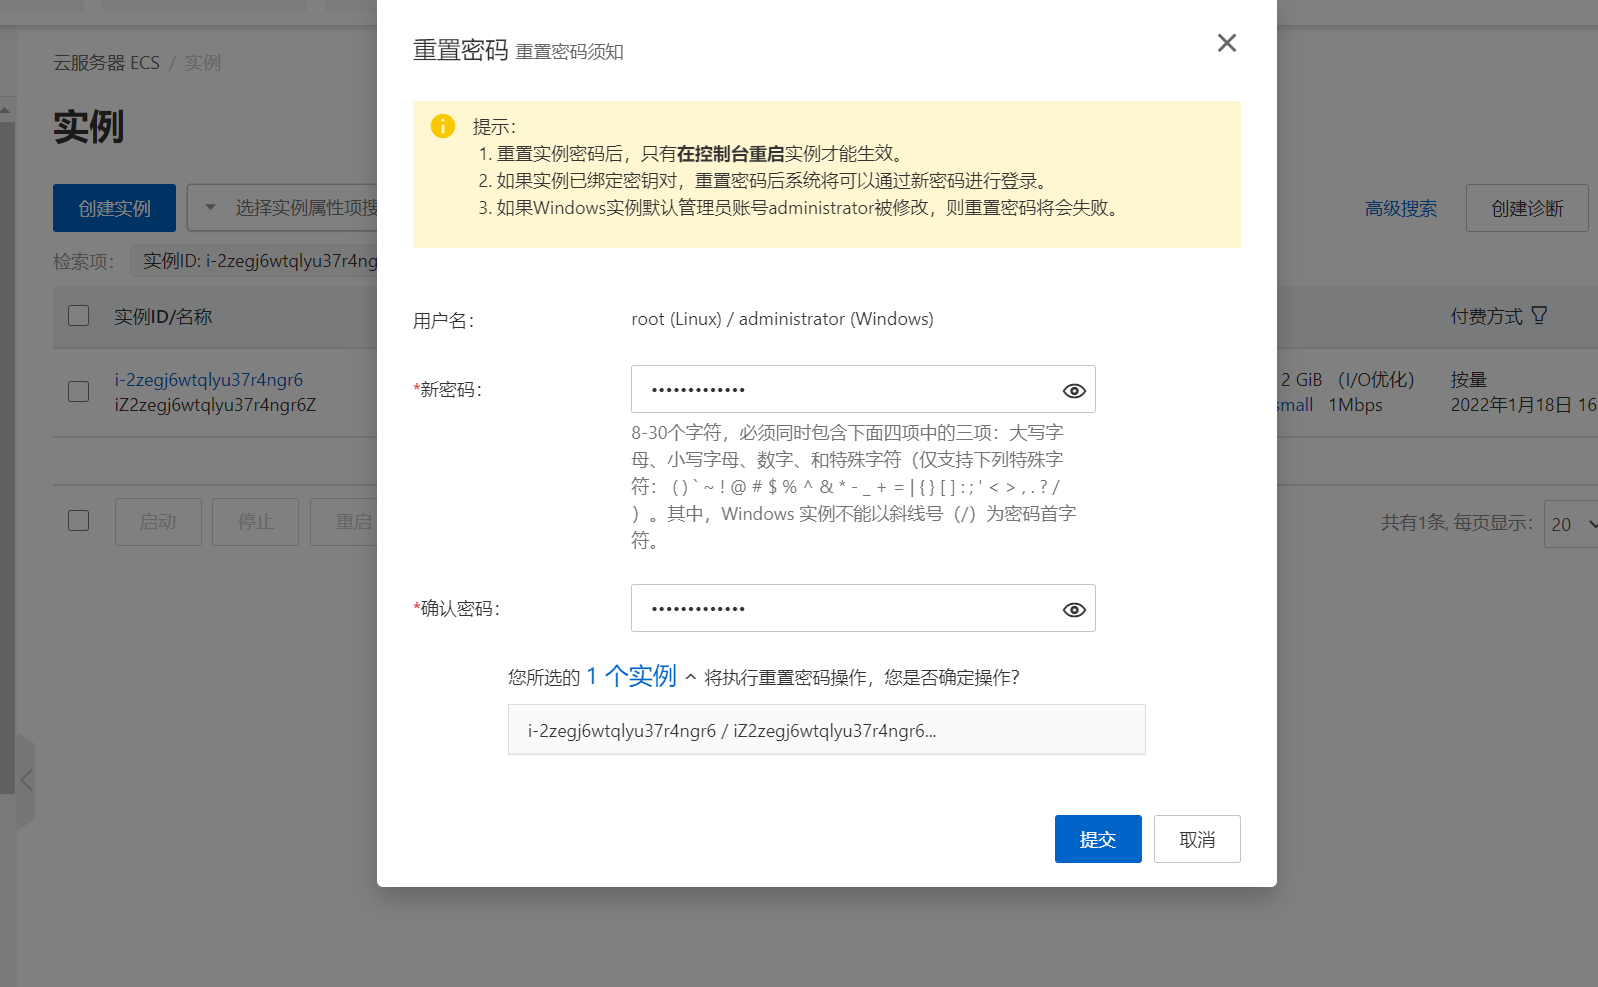 云服务器 ECS / 实例
实例
创建实例
选择实例属性项搜
高级搜索
创建诊断
检索项：
实例ID: i-2zegj6wtqlyu37r4ng
实例ID/名称
付费方式
i-2zegj6wtqlyu37r4ngr6
iZ2zegj6wtqlyu37r4ngr6Z
2 GiB （I/O优化）
small 1Mbps
按量
2022年1月18日 16
启动
停止
重启
共有1条, 每页显示：
20
重置密码 重置密码须知
提示：
1. 重置实例密码后，只有在控制台重启实例才能生效。
2. 如果实例已绑定密钥对，重置密码后系统将可以通过新密码进行登录。
3. 如果Windows实例默认管理员账号administrator被修改，则重置密码将会失败。
用户名：
root (Linux) / administrator (Windows)
*新密码：
•••••••••••••
8-30个字符，必须同时包含下面四项中的三项：大写字
母、小写字母、数字、和特殊字符（仅支持下列特殊字
符： ( ) ` ~ ! @ # $ % ^ & * - _ + = | { } [ ] : ; ' < > , . ? /
）。其中，Windows 实例不能以斜线号（/）为密码首字
符。
*确认密码：
•••••••••••••
您所选的 1 个实例 将执行重置密码操作，您是否确定操作？
i-2zegj6wtqlyu37r4ngr6 / iZ2zegj6wtqlyu37r4ngr6...
提交
取消